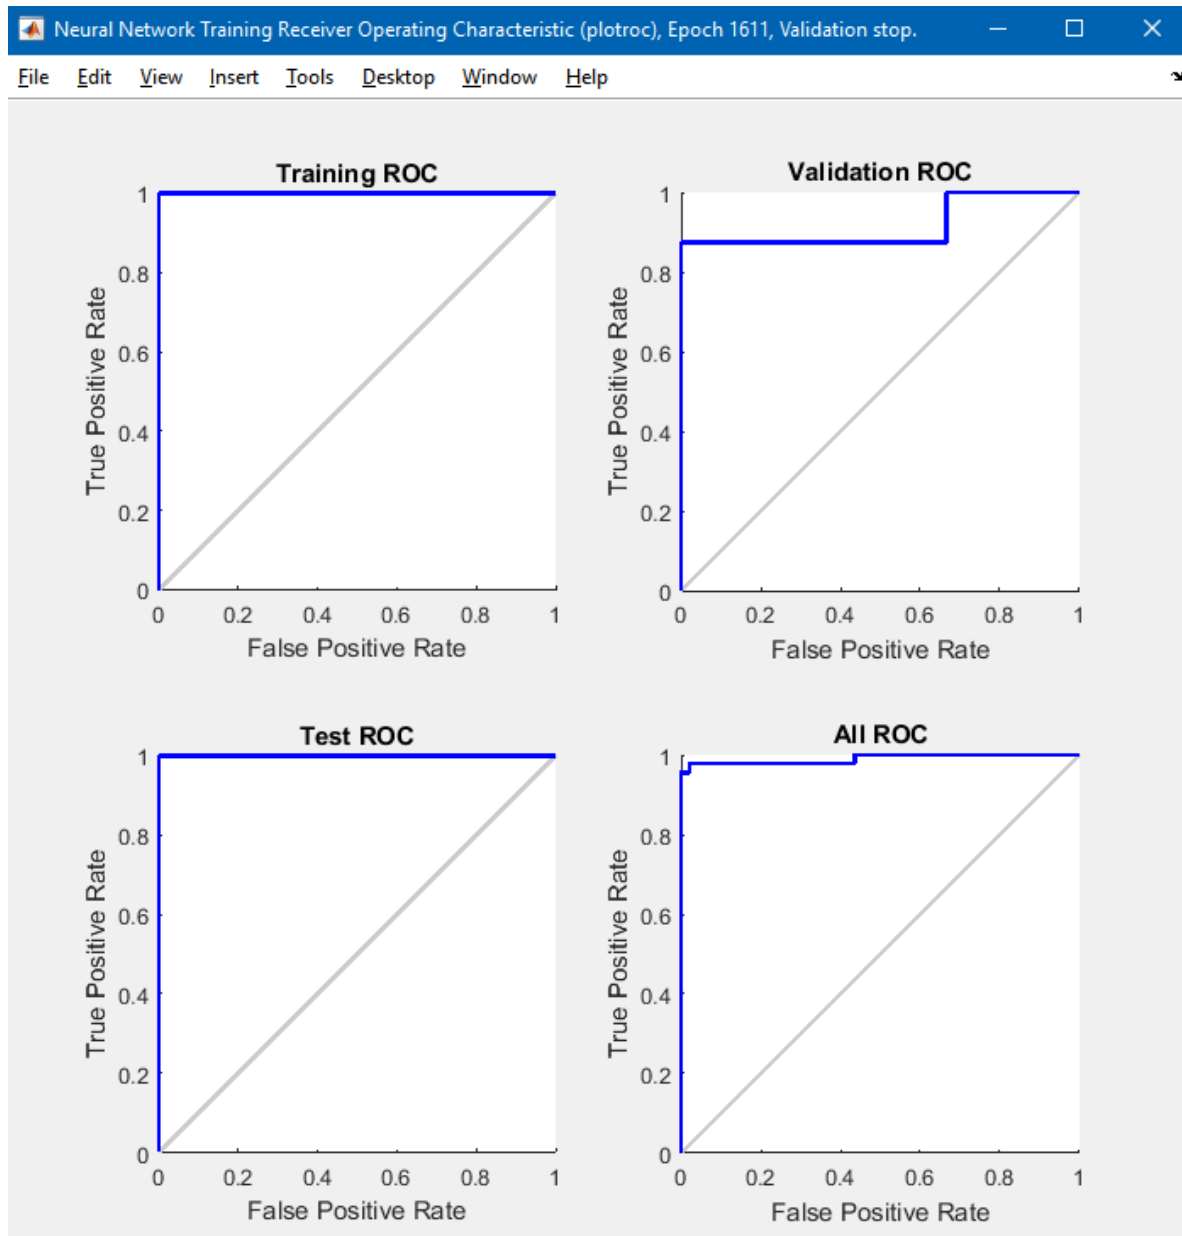 Neural Network Training Receiver Operating Characteristic (plotroc), Epoch 1611, Validation stop.
File Edit View Insert Tools Desktop Window Help
Training ROC
1
0.8
0.6
0.4
0.2
0
True Positive Rate
0 0.2 0.4 0.6 0.8 1
False Positive Rate
Validation ROC
1
0.8
0.6
0.4
0.2
0
True Positive Rate
0 0.2 0.4 0.6 0.8 1
False Positive Rate
Test ROC
1
0.8
0.6
0.4
0.2
0
True Positive Rate
0 0.2 0.4 0.6 0.8 1
False Positive Rate
All ROC
1
0.8
0.6
0.4
0.2
0
True Positive Rate
0 0.2 0.4 0.6 0.8 1
False Positive Rate